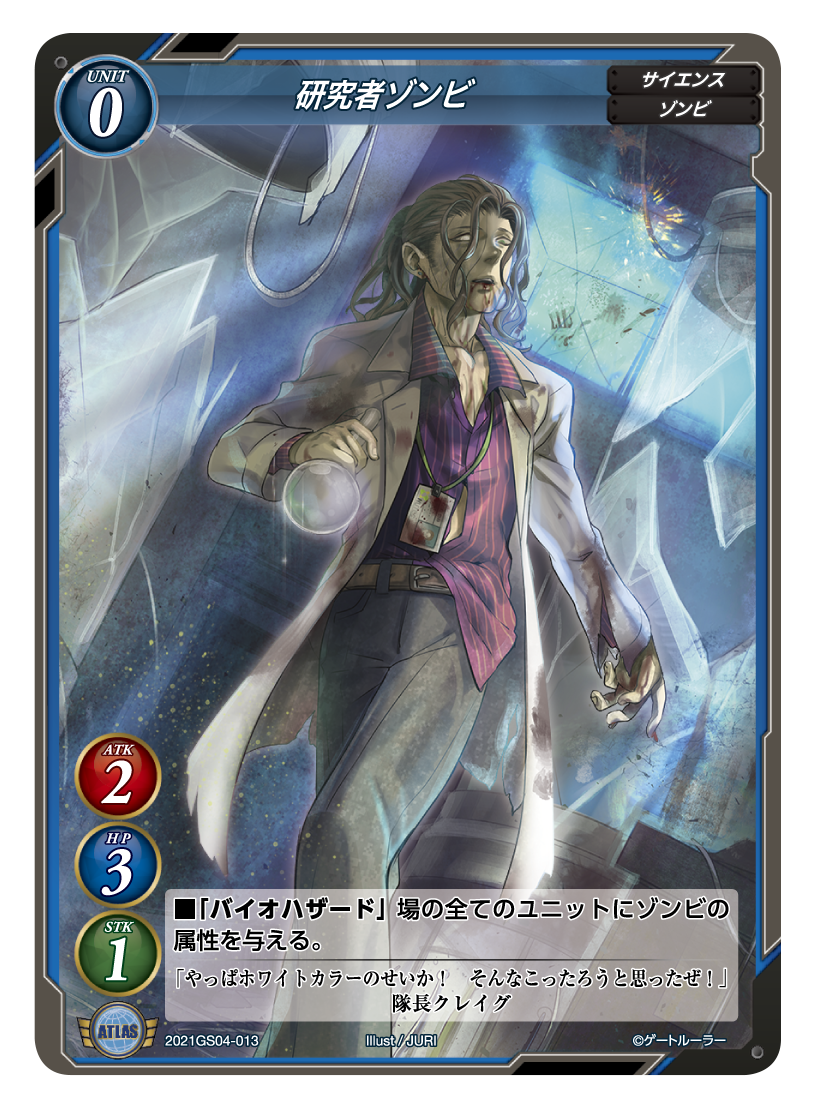 UNIT
0
研究者ゾンビ
サイエンス
ゾンビ
ATK
2
HP
3
STK
1
■「バイオハザード」場の全てのユニットにゾンビの
属性を与える。
「やっぱホワイトカラーのせいか！　そんなこったろうと思ったぜ！」
隊長クレイグ
ATLAS
2021GS04-013
Illust / JURI
©ゲートルーラー